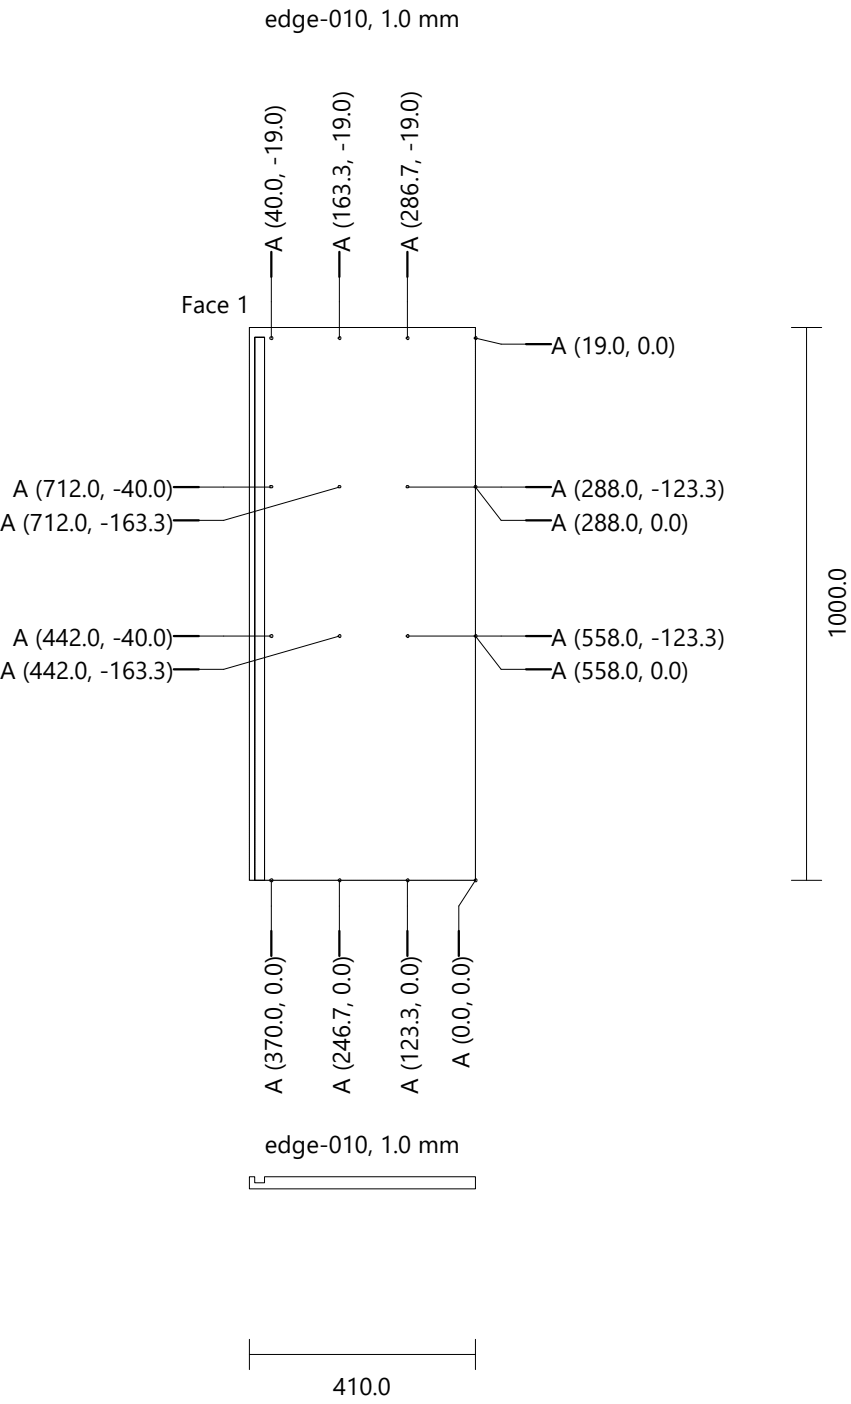 edge-010, 1.0 mm
A (40.0, -19.0)
A (163.3, -19.0)
A (286.7, -19.0)
Face 1
A (19.0, 0.0)
A (712.0, -40.0)
A (288.0, -123.3)
A (712.0, -163.3)
A (288.0, 0.0)
1000.0
A (442.0, -40.0)
A (558.0, -123.3)
A (442.0, -163.3)
A (558.0, 0.0)
A (370.0, 0.0)
A (246.7, 0.0)
A (123.3, 0.0)
A (0.0, 0.0)
edge-010, 1.0 mm
410.0